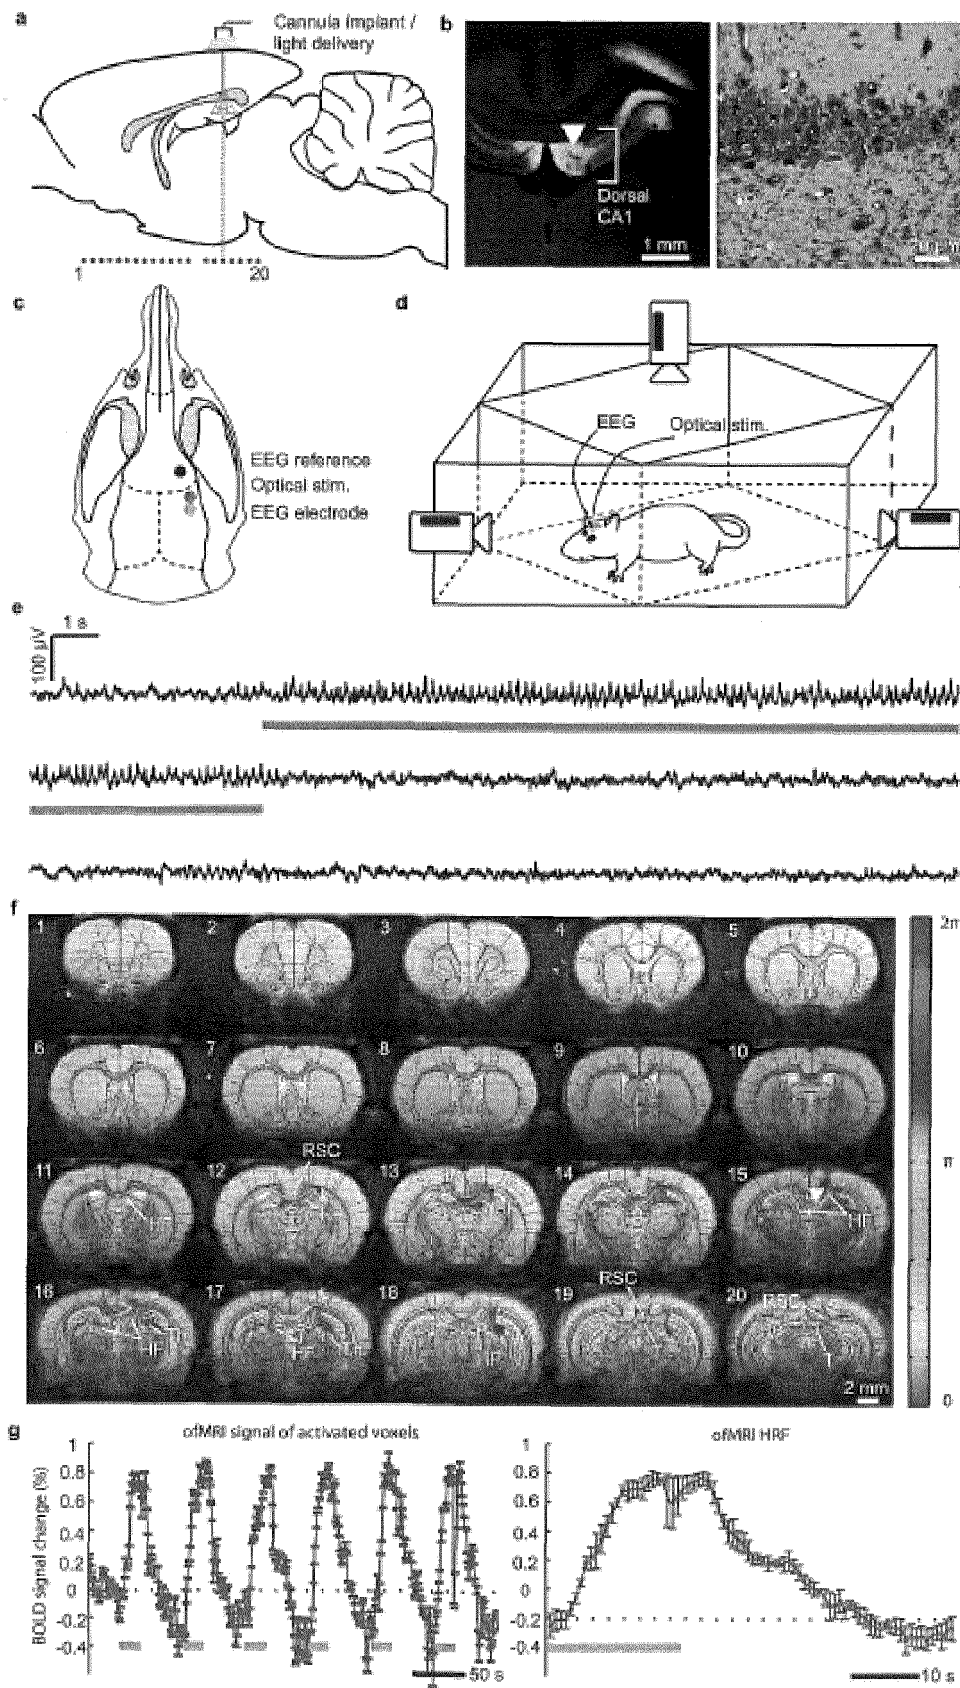 a
Cannula implant /
light delivery
1
20
b
Dorsal
CA1
1 mm
c
EEG reference
Optical stim.
EEG electrode
d
EEG
Optical stim.
e
1 s
100 µV
f
1
2
3
4
5
6
7
8
9
10
RSC
11
12
13
14
15
HF
HF
RSC
16
17
18
19
20
HF
HF
HF
RSC
T
2 mm
π
0
g
ofMRI signal of activated voxels
BOLD signal change (%)
1
0.8
0.6
0.4
0.2
0
-0.2
-0.4
50 s
ofMRI HRF
1
0.8
0.6
0.4
0.2
0
-0.2
-0.4
10 s